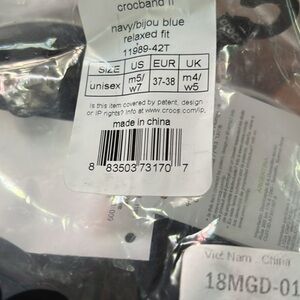 crocband II
navy/bijou blue
relaxed fit
11989-42T
SIZE US EUR UK
unisex m5/w7 37-38 m4/w5
Is this item covered by patent, design
or IP rights? Info at www.crocs.com/ip.
made in china
8 83503 73170 7
Việt Nam China
18MGD-01